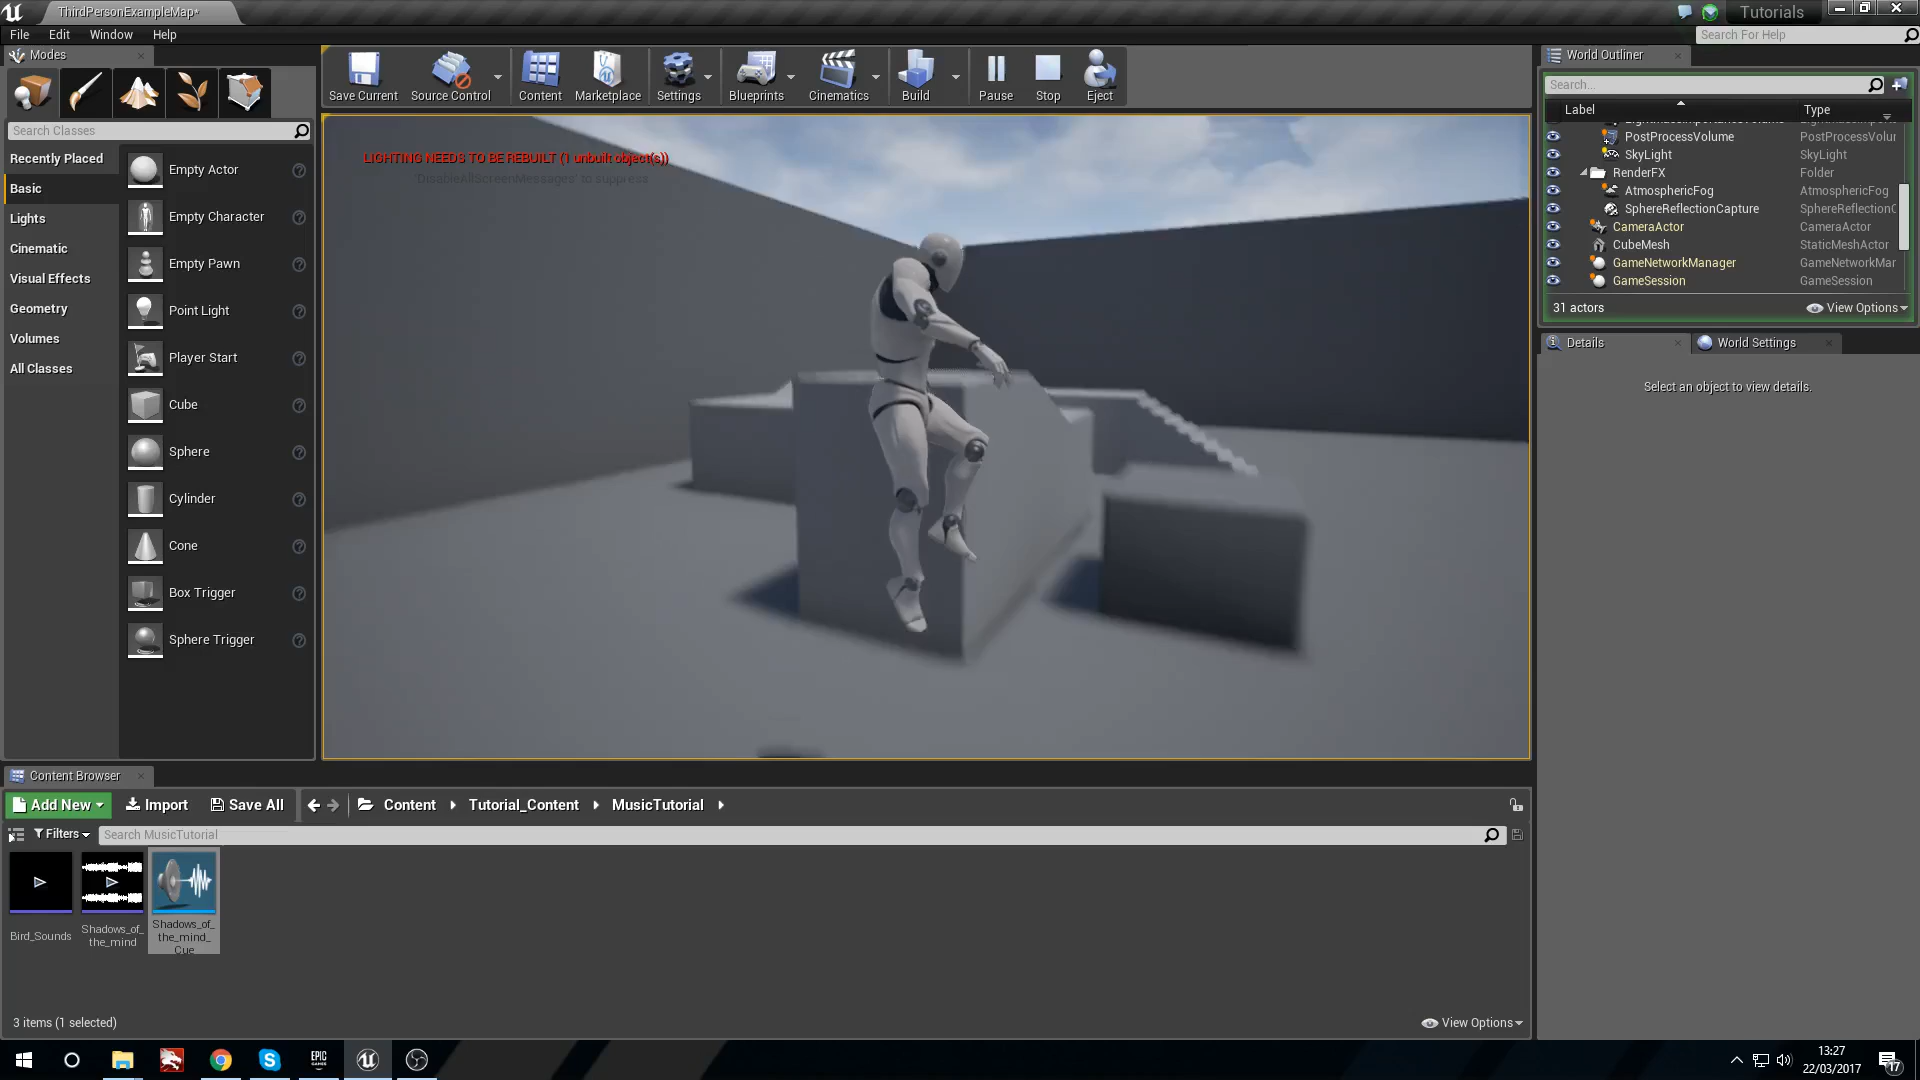 ThirdPersonExampleMap*
Tutorials
File Edit Window Help
Search For Help
Modes
Search Classes
Recently Placed
Basic
Lights
Cinematic
Visual Effects
Geometry
Volumes
All Classes
Empty Actor
Empty Character
Empty Pawn
Point Light
Player Start
Cube
Sphere
Cylinder
Cone
Box Trigger
Sphere Trigger
Save Current
Source Control
Content
Marketplace
Settings
Blueprints
Cinematics
Build
Pause
Stop
Eject
LIGHTING NEEDS TO BE REBUILT (1 unbuilt object(s))
'DisableAllScreenMessages' to suppress
World Outliner
Search...
Label Type
PostProcessVolume PostProcessVolur
SkyLight SkyLight
RenderFX Folder
AtmosphericFog AtmosphericFog
SphereReflectionCapture SphereReflectionC
CameraActor CameraActor
CubeMesh StaticMeshActor
GameNetworkManager GameNetworkMar
GameSession GameSession
31 actors View Options
Details World Settings
Select an object to view details.
Content Browser
Add New Import Save All Content Tutorial_Content MusicTutorial
Filters Search MusicTutorial
Bird_Sounds
Shadows_of_
the_mind
Shadows_of_
the_mind_
Cue
3 items (1 selected) View Options
EPIC
GAMES
13:27
22/03/2017
17